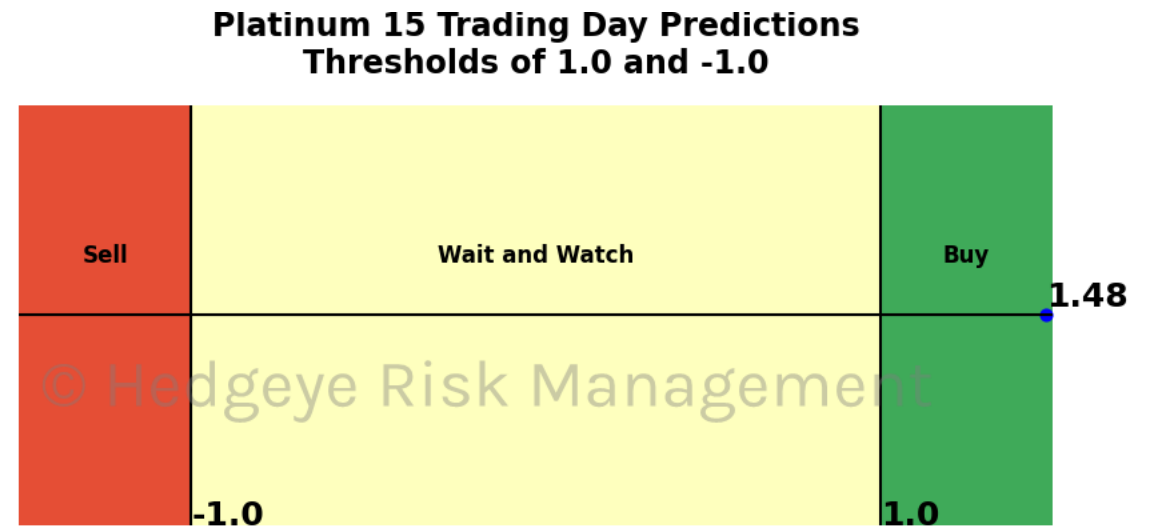 Platinum 15 Trading Day Predictions
Thresholds of 1.0 and -1.0
Sell
Wait and Watch
Buy
1.48
© Hedgeye Risk Management
-1.0
1.0